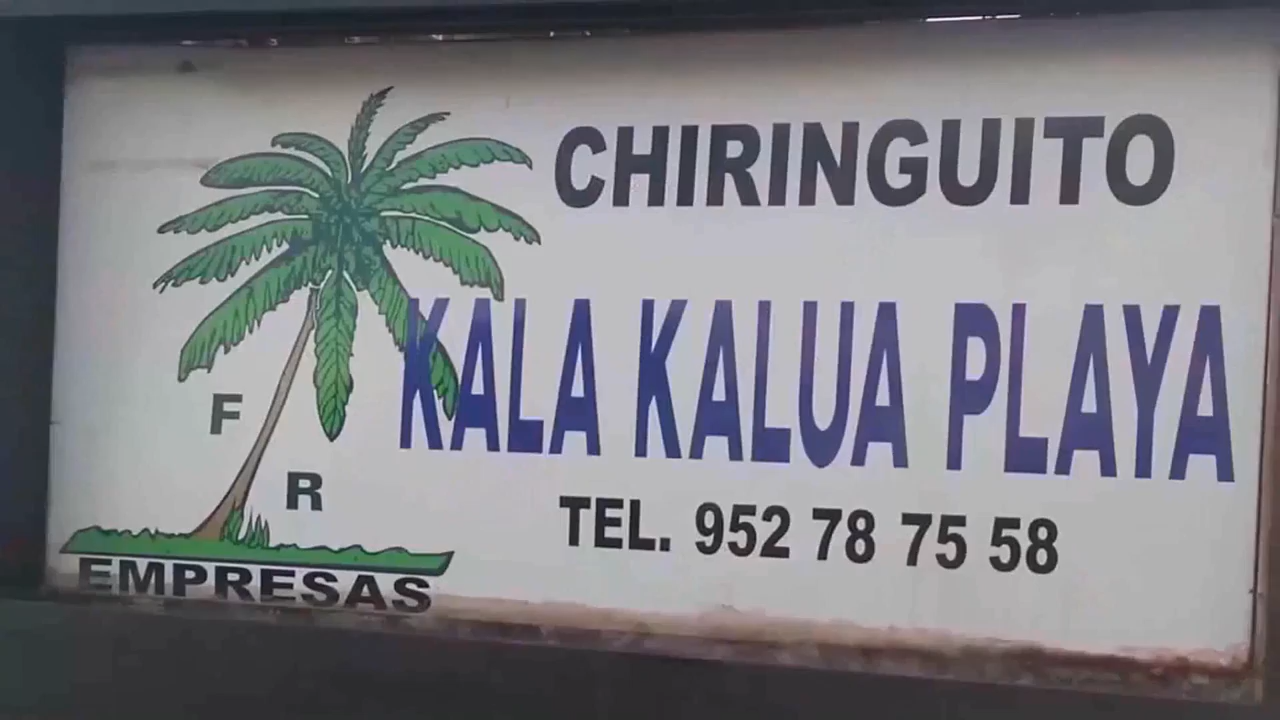 CHIRINGUITO
KALA KALUA PLAYA
TEL. 952 78 75 58
F
R
EMPRESAS